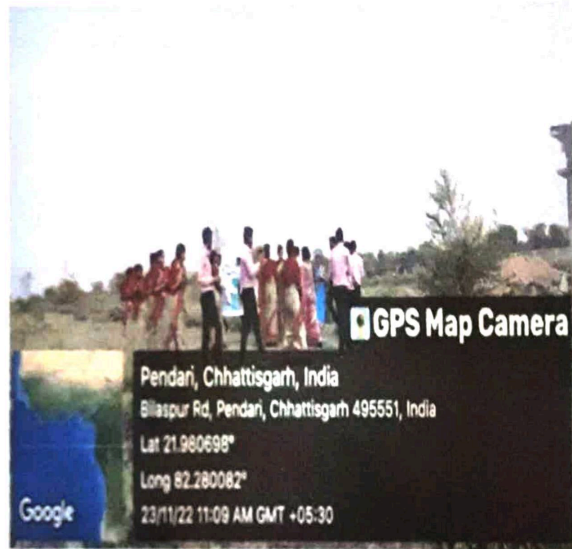 GPS Map Camera
Pendari, Chhattisgarh, India
Bilaspur Rd, Pendari, Chhattisgarh 495551, India
Lat 21.980698°
Long 82.280082°
23/11/22 11:09 AM GMT +05:30
Google